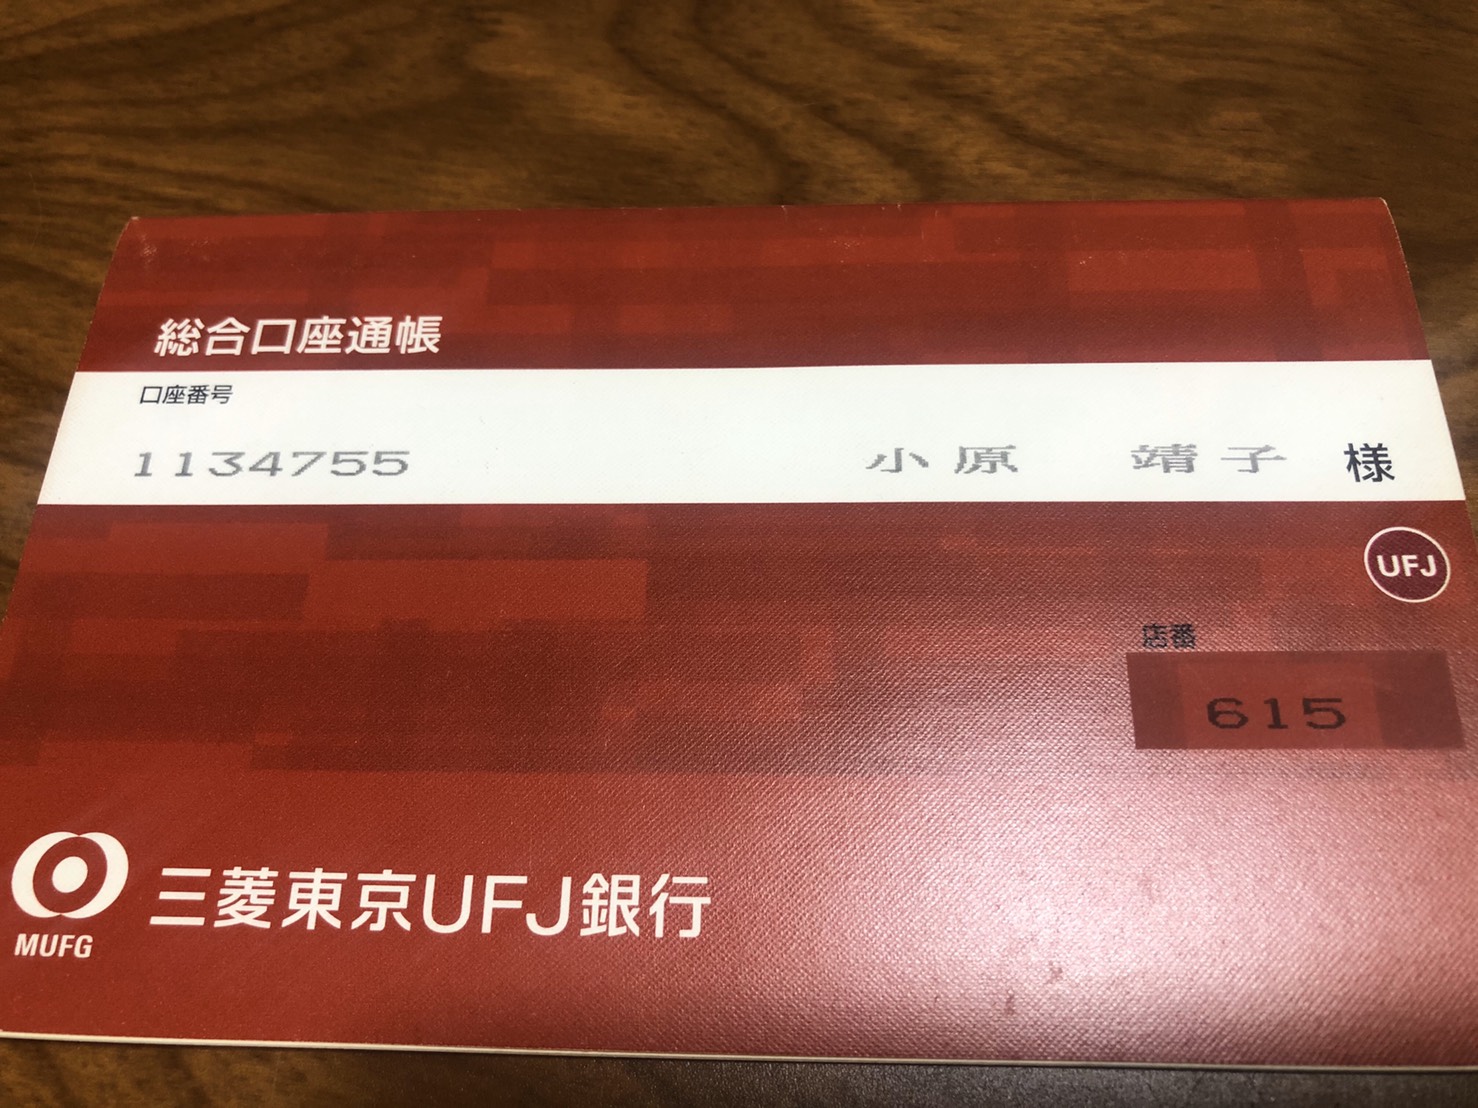 総合口座通帳
口座番号
1134755 小原 靖子 様
UFJ
店番
615
三菱東京UFJ銀行
MUFG